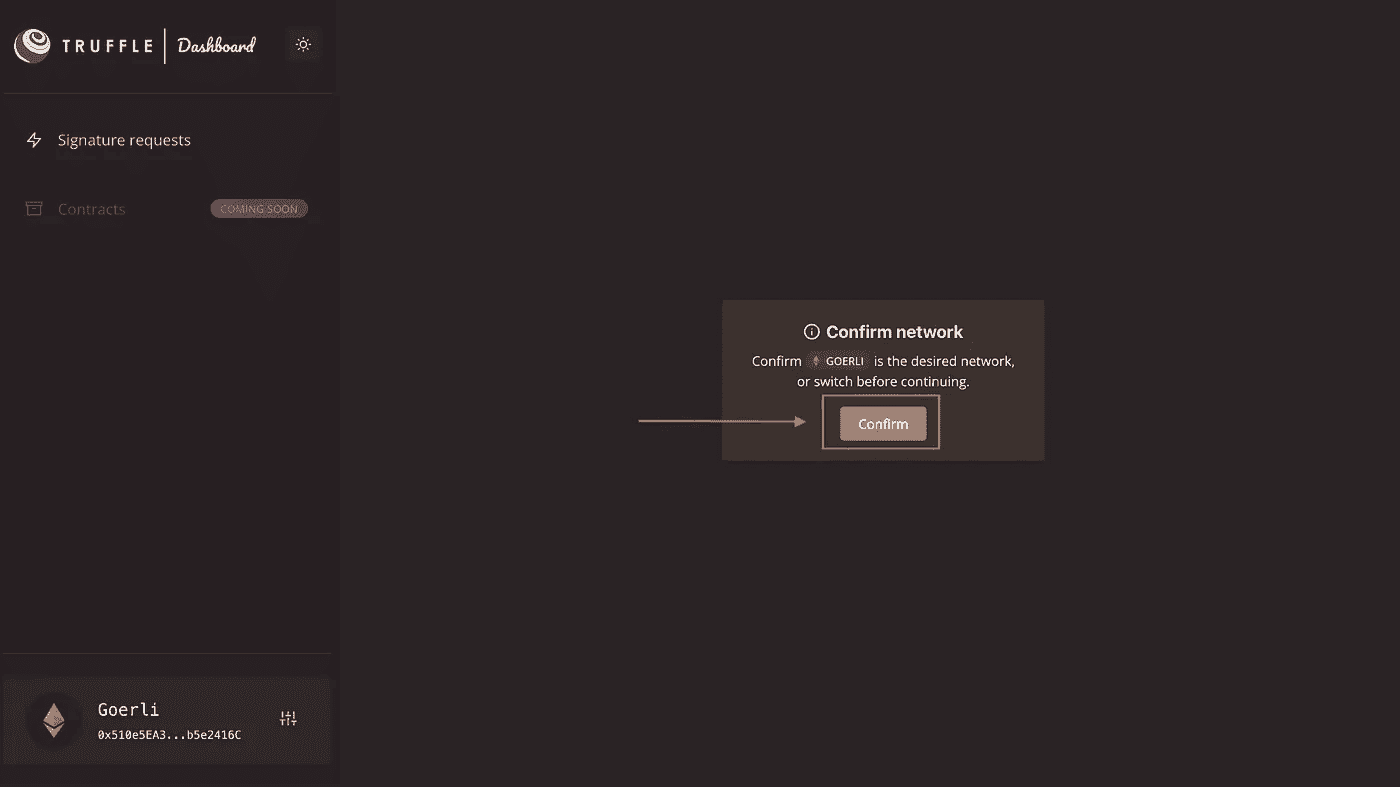 TRUFFLE Dashboard
Signature requests
Contracts COMING SOON
Confirm network
Confirm GOERLI is the desired network,
or switch before continuing.
Confirm
Goerli
0x510e5EA3...b5e2416C